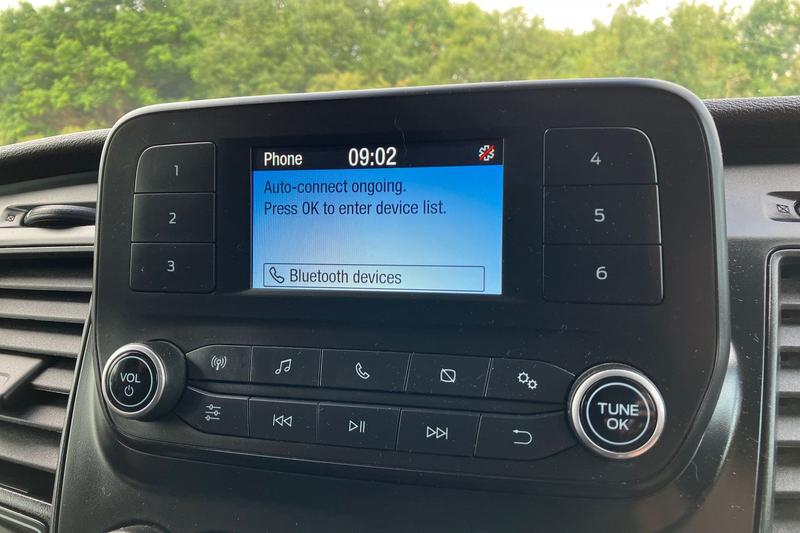 Phone 09:02
Auto-connect ongoing.
Press OK to enter device list.
Bluetooth devices
1
2
3
4
5
6
VOL
TUNE
OK